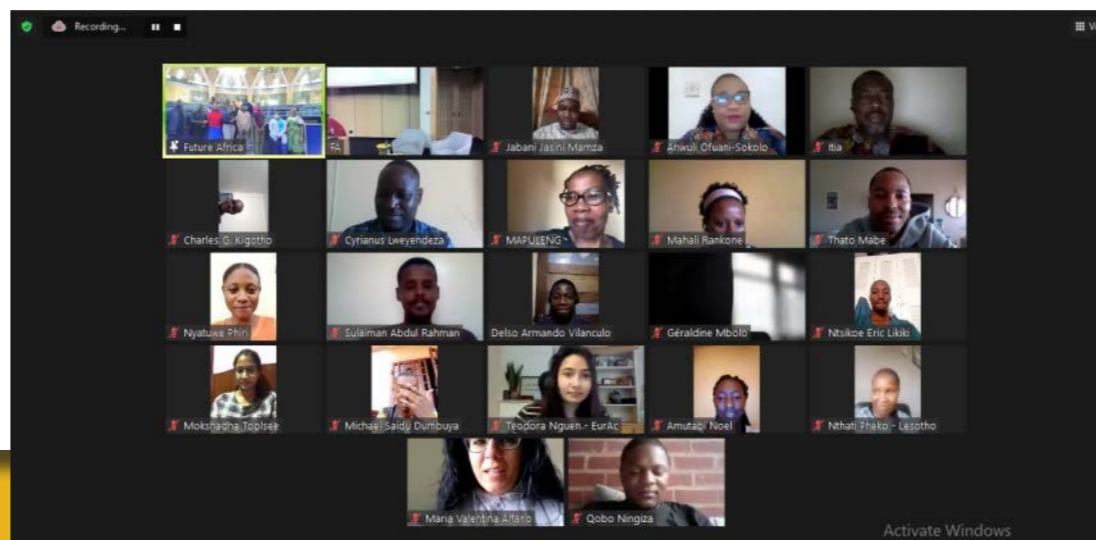 Recording...
Future Africa
FA
Jabani Jasini Mamza
Anwuli Ofuani-Sokolo
Itia
Charles G. Kigotho
Cyrianus Lweyendeza
MAPULENG
Mahali Rankone
Thato Mabe
Nyatuwe Phiri
Sulaiman Abdul Rahman
Delso Armando Vilanculo
Géraldine Mbolo
Ntsikoe Eric Likiki
Mokshadha Toplsee
Michael Saidu Dumbuya
Teodora Nguen.- EurAc
Amutabi Noel
Nthati Pheko - Lesotho
Maria Valentina Alfano
Qobo Ningiza
Activate Windows